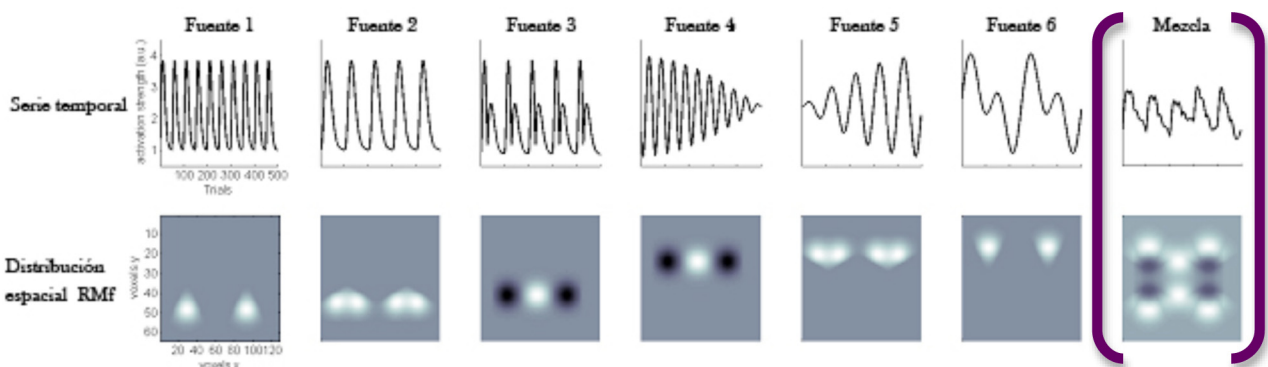 Fuente 1 Fuente 2 Fuente 3 Fuente 4 Fuente 5 Fuente 6 Mezcla
Serie temporal
activation strength (a.u.)
4
3
2
1
100 200 300 400 500
Trials
Distribución
espacial RMf
voxels y
10
20
30
40
50
60
20 40 60 80 100 120
voxels x